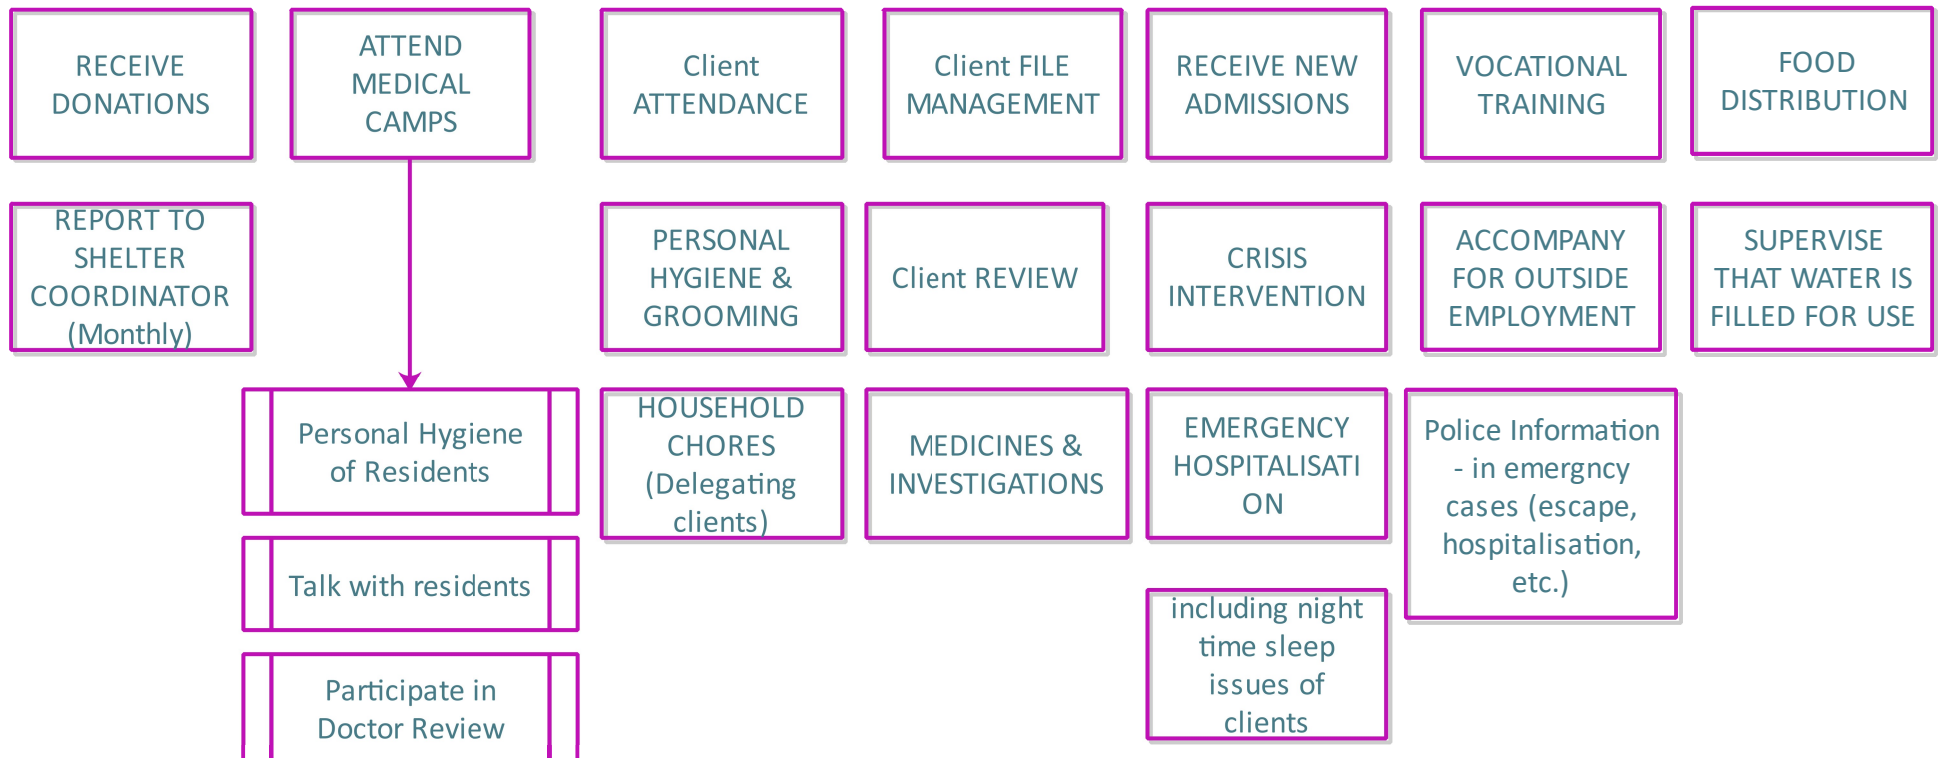 RECEIVE
DONATIONS
ATTEND
MEDICAL
CAMPS
Client
ATTENDANCE
Client FILE
MANAGEMENT
RECEIVE NEW
ADMISSIONS
VOCATIONAL
TRAINING
FOOD
DISTRIBUTION
REPORT TO
SHELTER
COORDINATOR
(Monthly)
PERSONAL
HYGIENE &
GROOMING
Client REVIEW
CRISIS
INTERVENTION
ACCOMPANY
FOR OUTSIDE
EMPLOYMENT
SUPERVISE
THAT WATER IS
FILLED FOR USE
Personal Hygiene
of Residents
HOUSEHOLD
CHORES
(Delegating
clients)
MEDICINES &
INVESTIGATIONS
EMERGENCY
HOSPITALISATI
ON
Police Information
- in emergncy
cases (escape,
hospitalisation,
etc.)
Talk with residents
including night
time sleep
issues of
clients
Participate in
Doctor Review